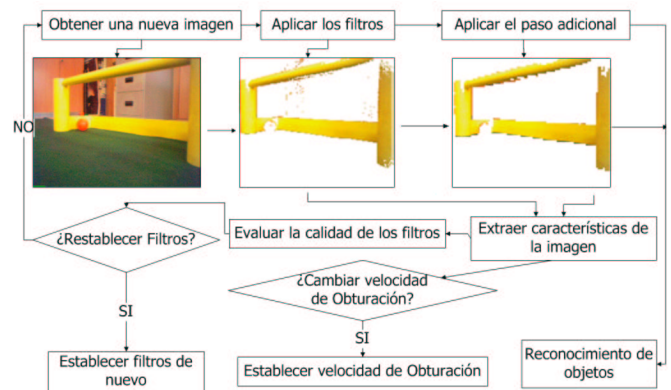 Obtener una nueva imagen
Aplicar los filtros
Aplicar el paso adicional
NO
¿Restablecer Filtros?
Evaluar la calidad de los filtros
Extraer características de
la imagen
¿Cambiar velocidad
de Obturación?
SI
SI
Establecer filtros de
nuevo
Establecer velocidad de Obturación
Reconocimiento de
objetos